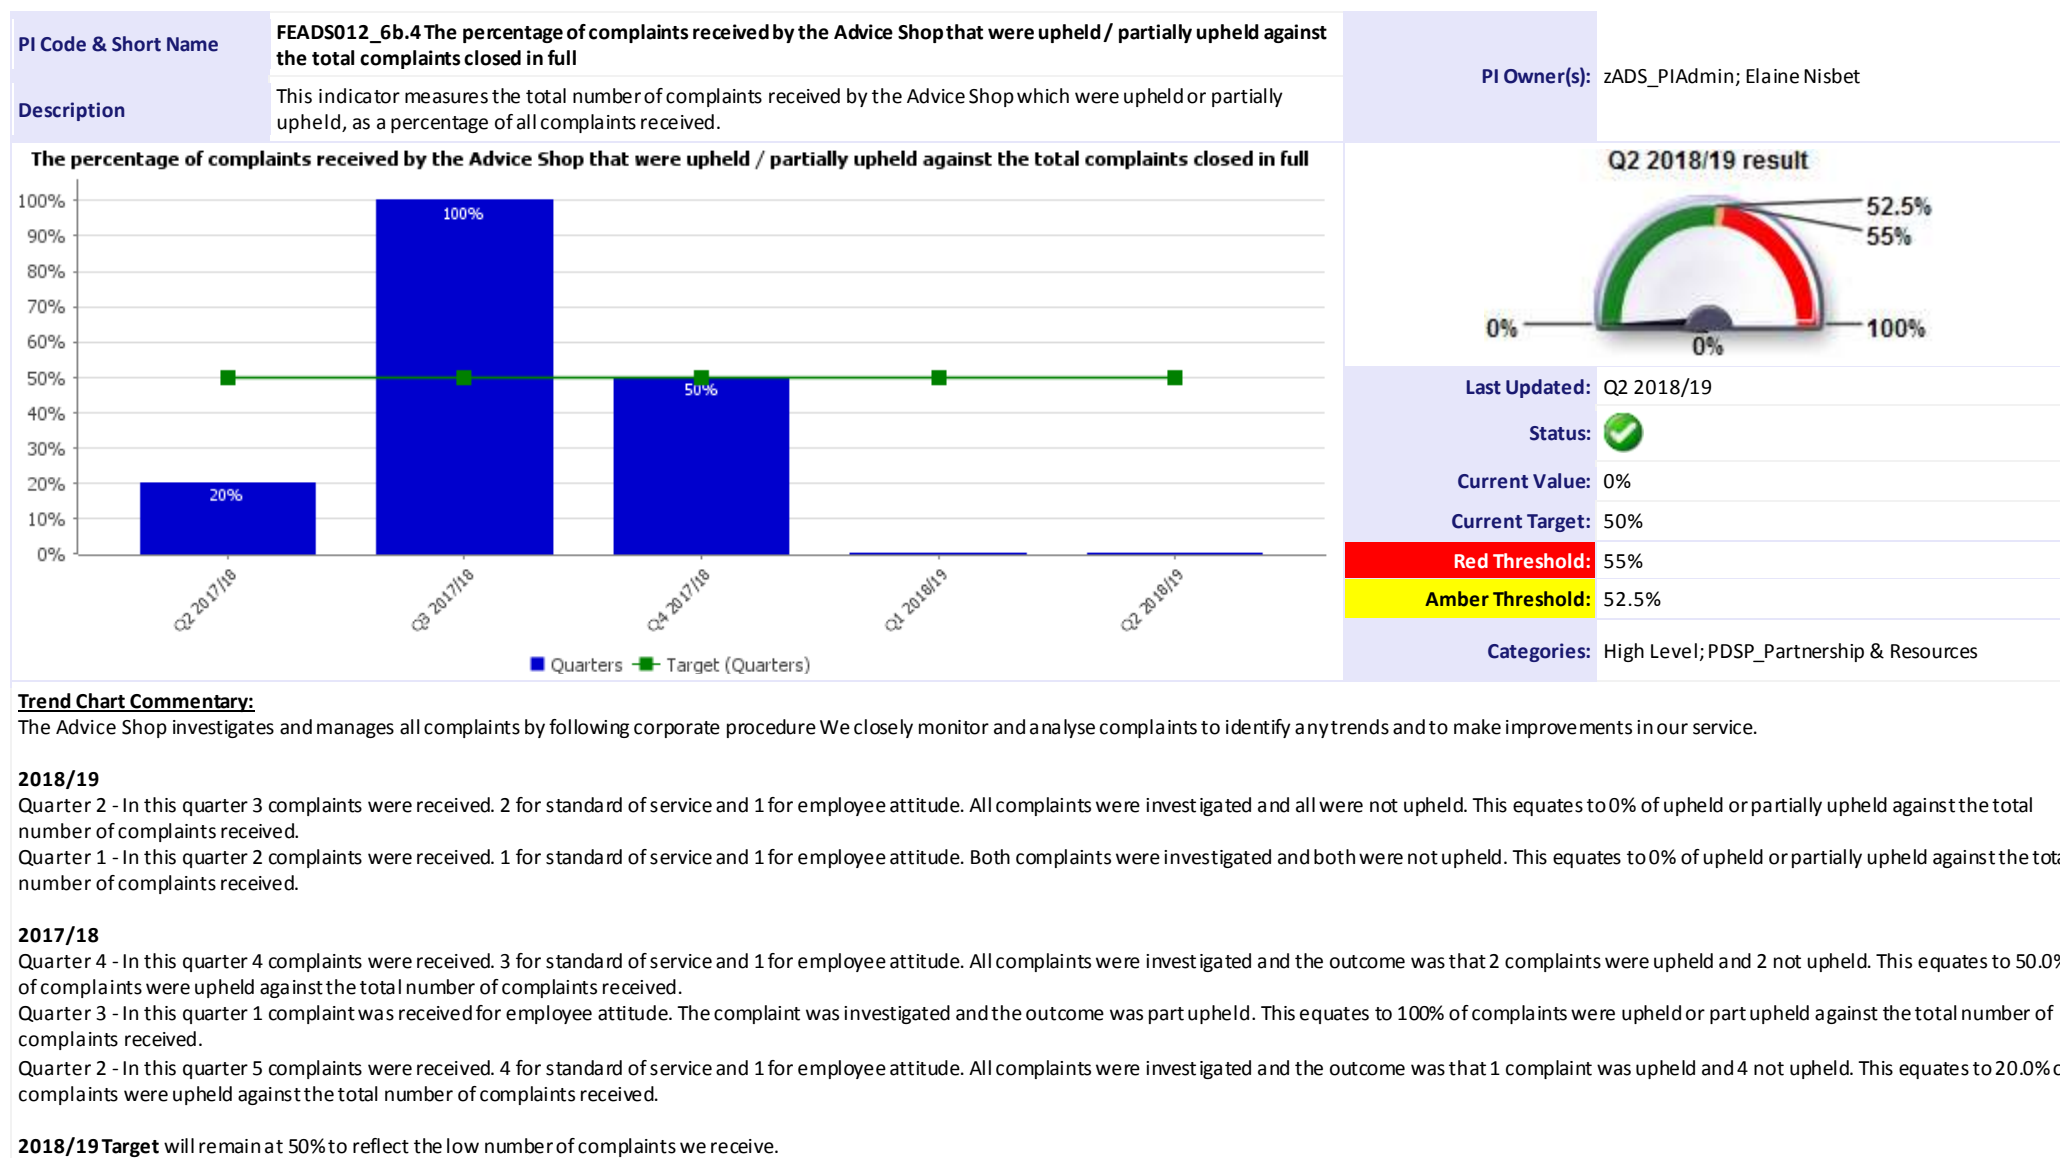 PI Code & Short Name
FEADS012_6b.4 The percentage of complaints received by the Advice Shop that were upheld / partially upheld against
the total complaints closed in full
PI Owner(s): zADS_PIAdmin; Elaine Nisbet
Description
This indicator measures the total number of complaints received by the Advice Shop which were upheld or partially
upheld, as a percentage of all complaints received.
The percentage of complaints received by the Advice Shop that were upheld / partially upheld against the total complaints closed in full
100%
90%
80%
70%
60%
50%
40%
30%
20%
10%
0%
20%
100%
50%
Q2 2017/18
Q3 2017/18
Q4 2017/18
Q1 2018/19
Q2 2018/19
Quarters
Target (Quarters)
Q2 2018/19 result
52.5%
55%
0%
100%
0%
Last Updated: Q2 2018/19
Status:
Current Value: 0%
Current Target: 50%
Red Threshold: 55%
Amber Threshold: 52.5%
Categories: High Level; PDSP_Partnership & Resources
Trend Chart Commentary:
The Advice Shop investigates and manages all complaints by following corporate procedure We closely monitor and analyse complaints to identify any trends and to make improvements in our service.
2018/19
Quarter 2 - In this quarter 3 complaints were received. 2 for standard of service and 1 for employee attitude. All complaints were investigated and all were not upheld. This equates to 0% of upheld or partially upheld against the total
number of complaints received.
Quarter 1 - In this quarter 2 complaints were received. 1 for standard of service and 1 for employee attitude. Both complaints were investigated and both were not upheld. This equates to 0% of upheld or partially upheld against the
number of complaints received.
2017/18
Quarter 4 - In this quarter 4 complaints were received. 3 for standard of service and 1 for employee attitude. All complaints were investigated and the outcome was that 2 complaints were upheld and 2 not upheld. This equates to 50.0%
of complaints were upheld against the total number of complaints received.
Quarter 3 - In this quarter 1 complaint was received for employee attitude. The complaint was investigated and the outcome was part upheld. This equates to 100% of complaints were upheld or part upheld against the total number of
complaints received.
Quarter 2 - In this quarter 5 complaints were received. 4 for standard of service and 1 for employee attitude. All complaints were investigated and the outcome was that 1 complaint was upheld and 4 not upheld. This equates to 20.0%
complaints were upheld against the total number of complaints received.
2018/19 Target will remain at 50% to reflect the low number of complaints we receive.